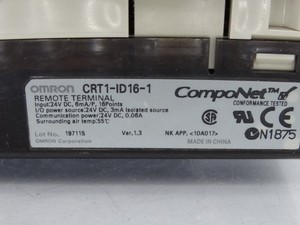 OMRON CRT1-ID16-1
REMOTE TERMINAL
Input:24V DC, 6mA/P, 16Points
I/O power source:24V DC, 3mA Isolated source
Communication power:24V DC, 0.08A
Surrounding air temp:55℃
Lot No. 19711S Ver.1.3 NK APP. <10A017>
OMRON Corporation MADE IN CHINA
CompoNet
CONFORMANCE TESTED
N1875